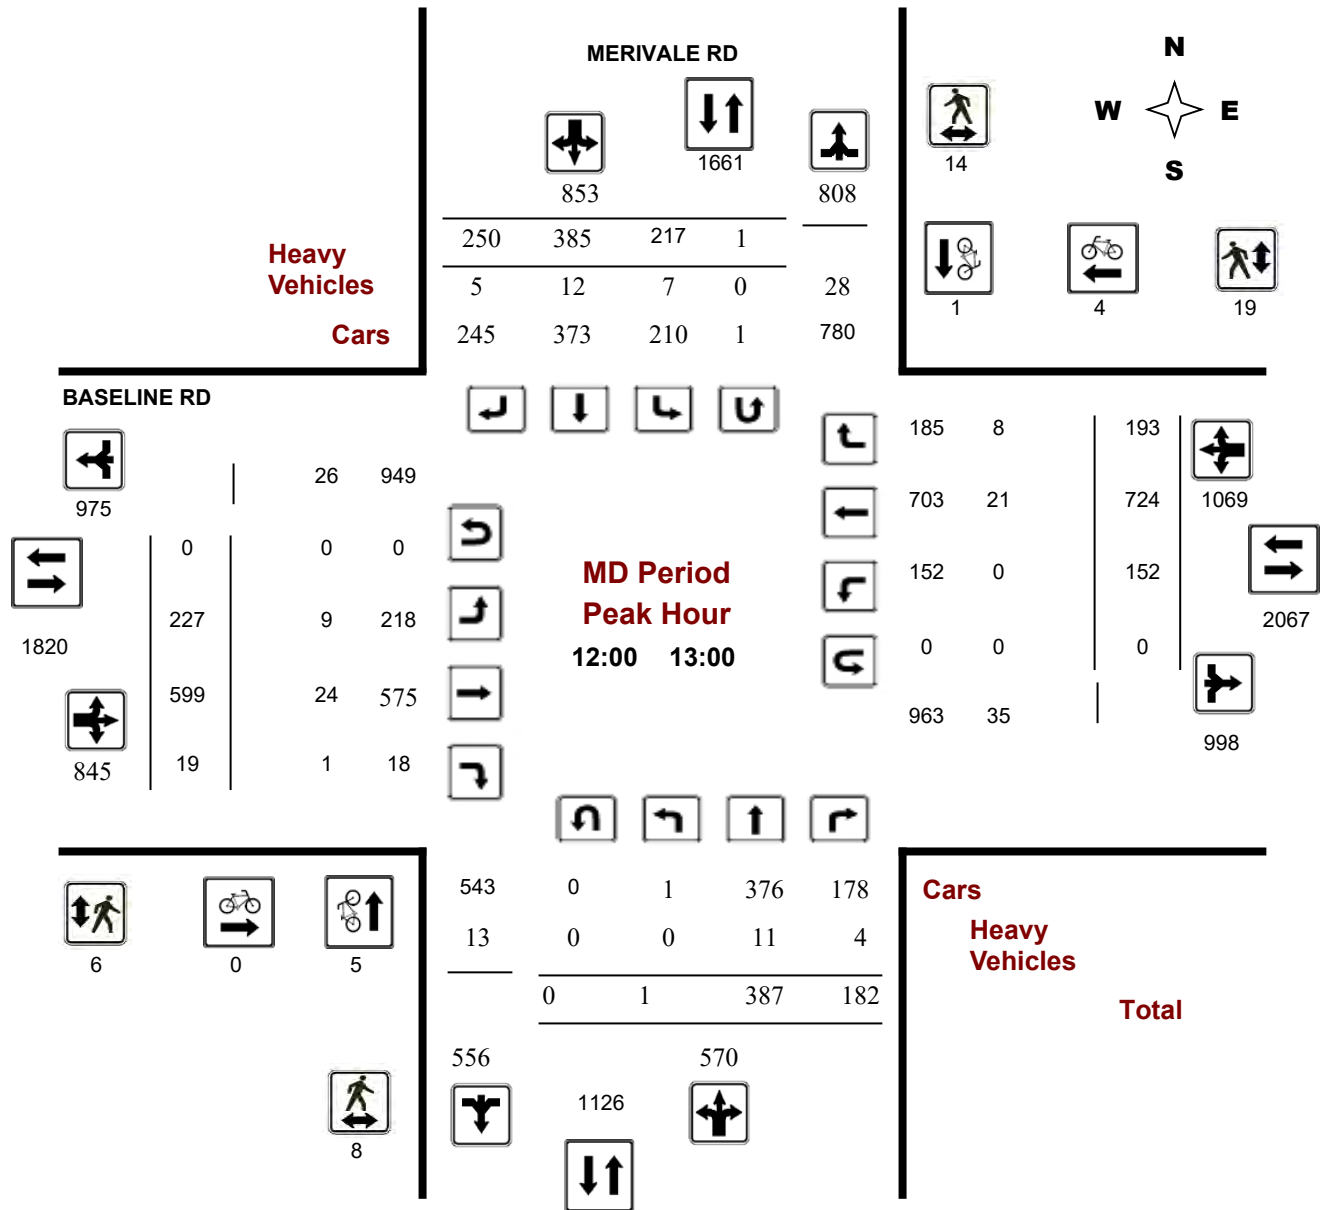 MERIVALE RD
N
W E
S
1661
14
853
808
250 385 217 1
Heavy
Vehicles
5 12 7 0 28
1 4 19
Cars
245 373 210 1 780
BASELINE RD
185 8 193
26 949
975
703 21 724 1069
0 0 0
MD Period
152 0 152
227 9 218
Peak Hour
2067
1820
12:00 13:00
0 0 0
599 24 575
963 35
998
845 19 1 18
543 0 1 376 178
Cars
13 0 0 11 4
Heavy
Vehicles
6 0 5
0 1 387 182
Total
556 570
1126
8